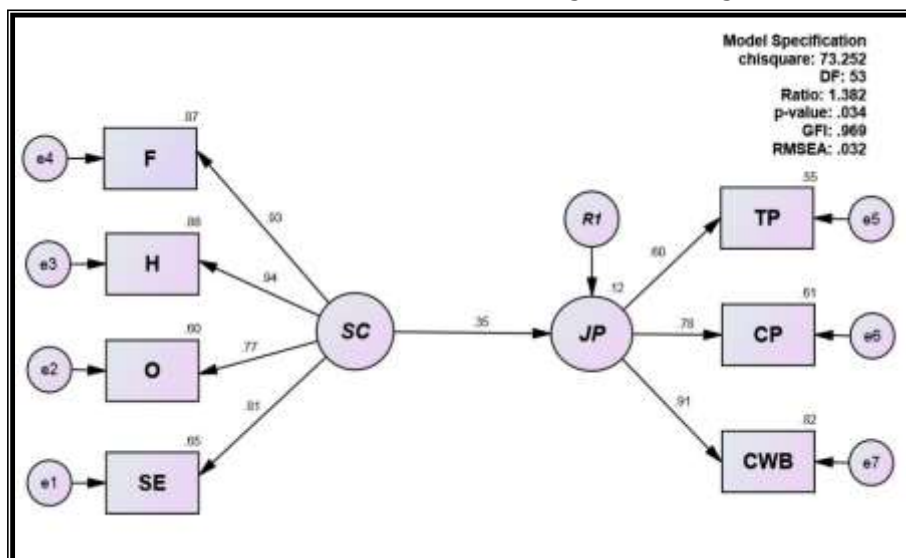 Model Specification
chisquare: 73.252
DF: 53
Ratio: 1.382
p-value: .034
GFI: .969
RMSEA: .032
.87
e4
F
.93
.88
e3
H
.94
.60
e2
O
.77
.65
e1
SE
.81
SC
.35
R1
.12
JP
.55
TP
e5
.60
.61
CP
e6
.78
.82
CWB
e7
.91